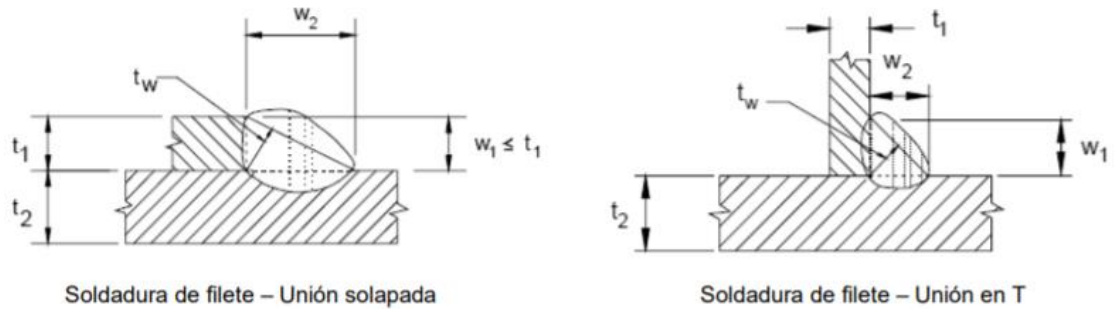 w2
tw
t1
w1 ≤ t1
t2
Soldadura de filete – Unión solapada
t1
w2
tw
w1
t2
Soldadura de filete – Unión en T